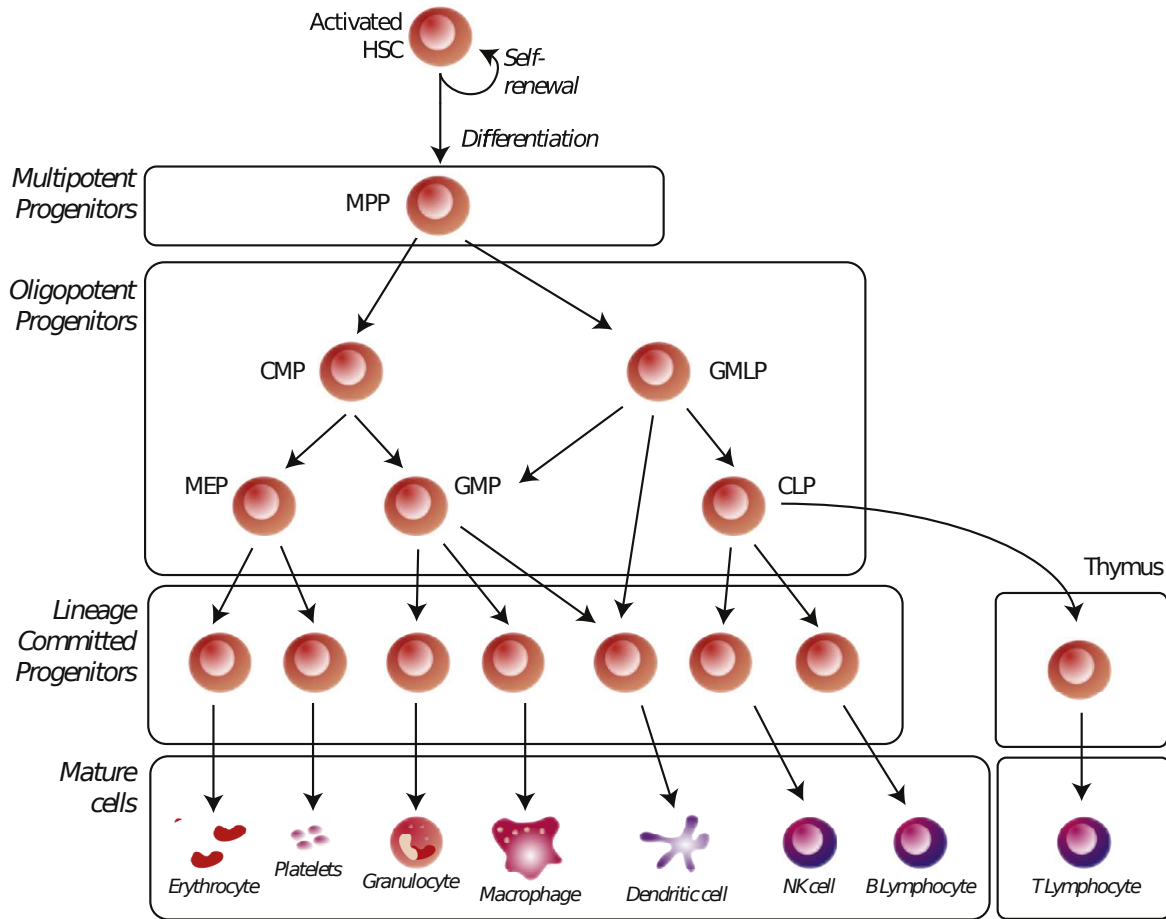 Activated
HSC
Self-
renewal
Differentiation
Multipotent
Progenitors
MPP
Oligopotent
Progenitors
CMP
GMLP
MEP
GMP
CLP
Thymus
Lineage
Committed
Progenitors
Mature
cells
Erythrocyte
Platelets
Granulocyte
Macrophage
Dendritic cell
NK cell
B Lymphocyte
T Lymphocyte